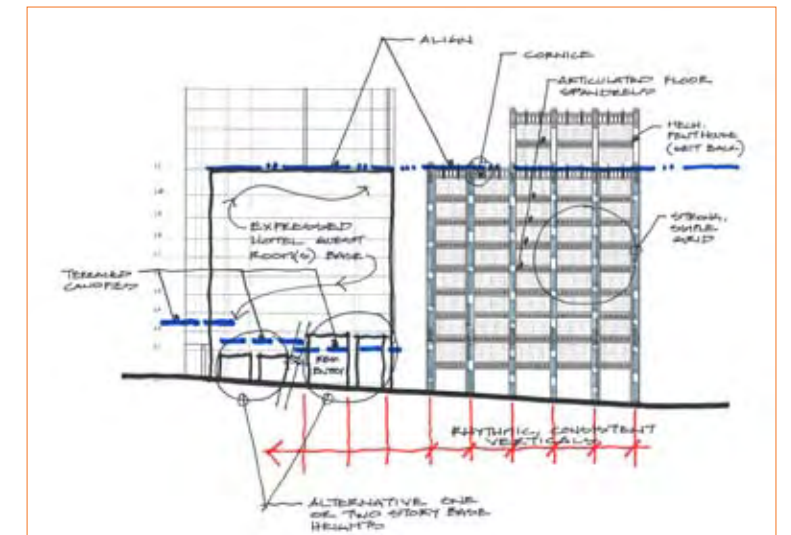 ALIGN
CORNICE
ARTICULATED FLOOR
SPANDRELS
MECH.
PENTHOUSE
(SET BACK)
EXPRESSED
HOTEL GUEST
ROOM(S) BASE
STRONG,
SIMPLE
GRID
TERRACED
CANOPIES
ENTRY
RHYTHMIC, CONSISTENT
VERTICALS
ALTERNATIVE ONE
OR TWO STORY BASE
HEIGHTS